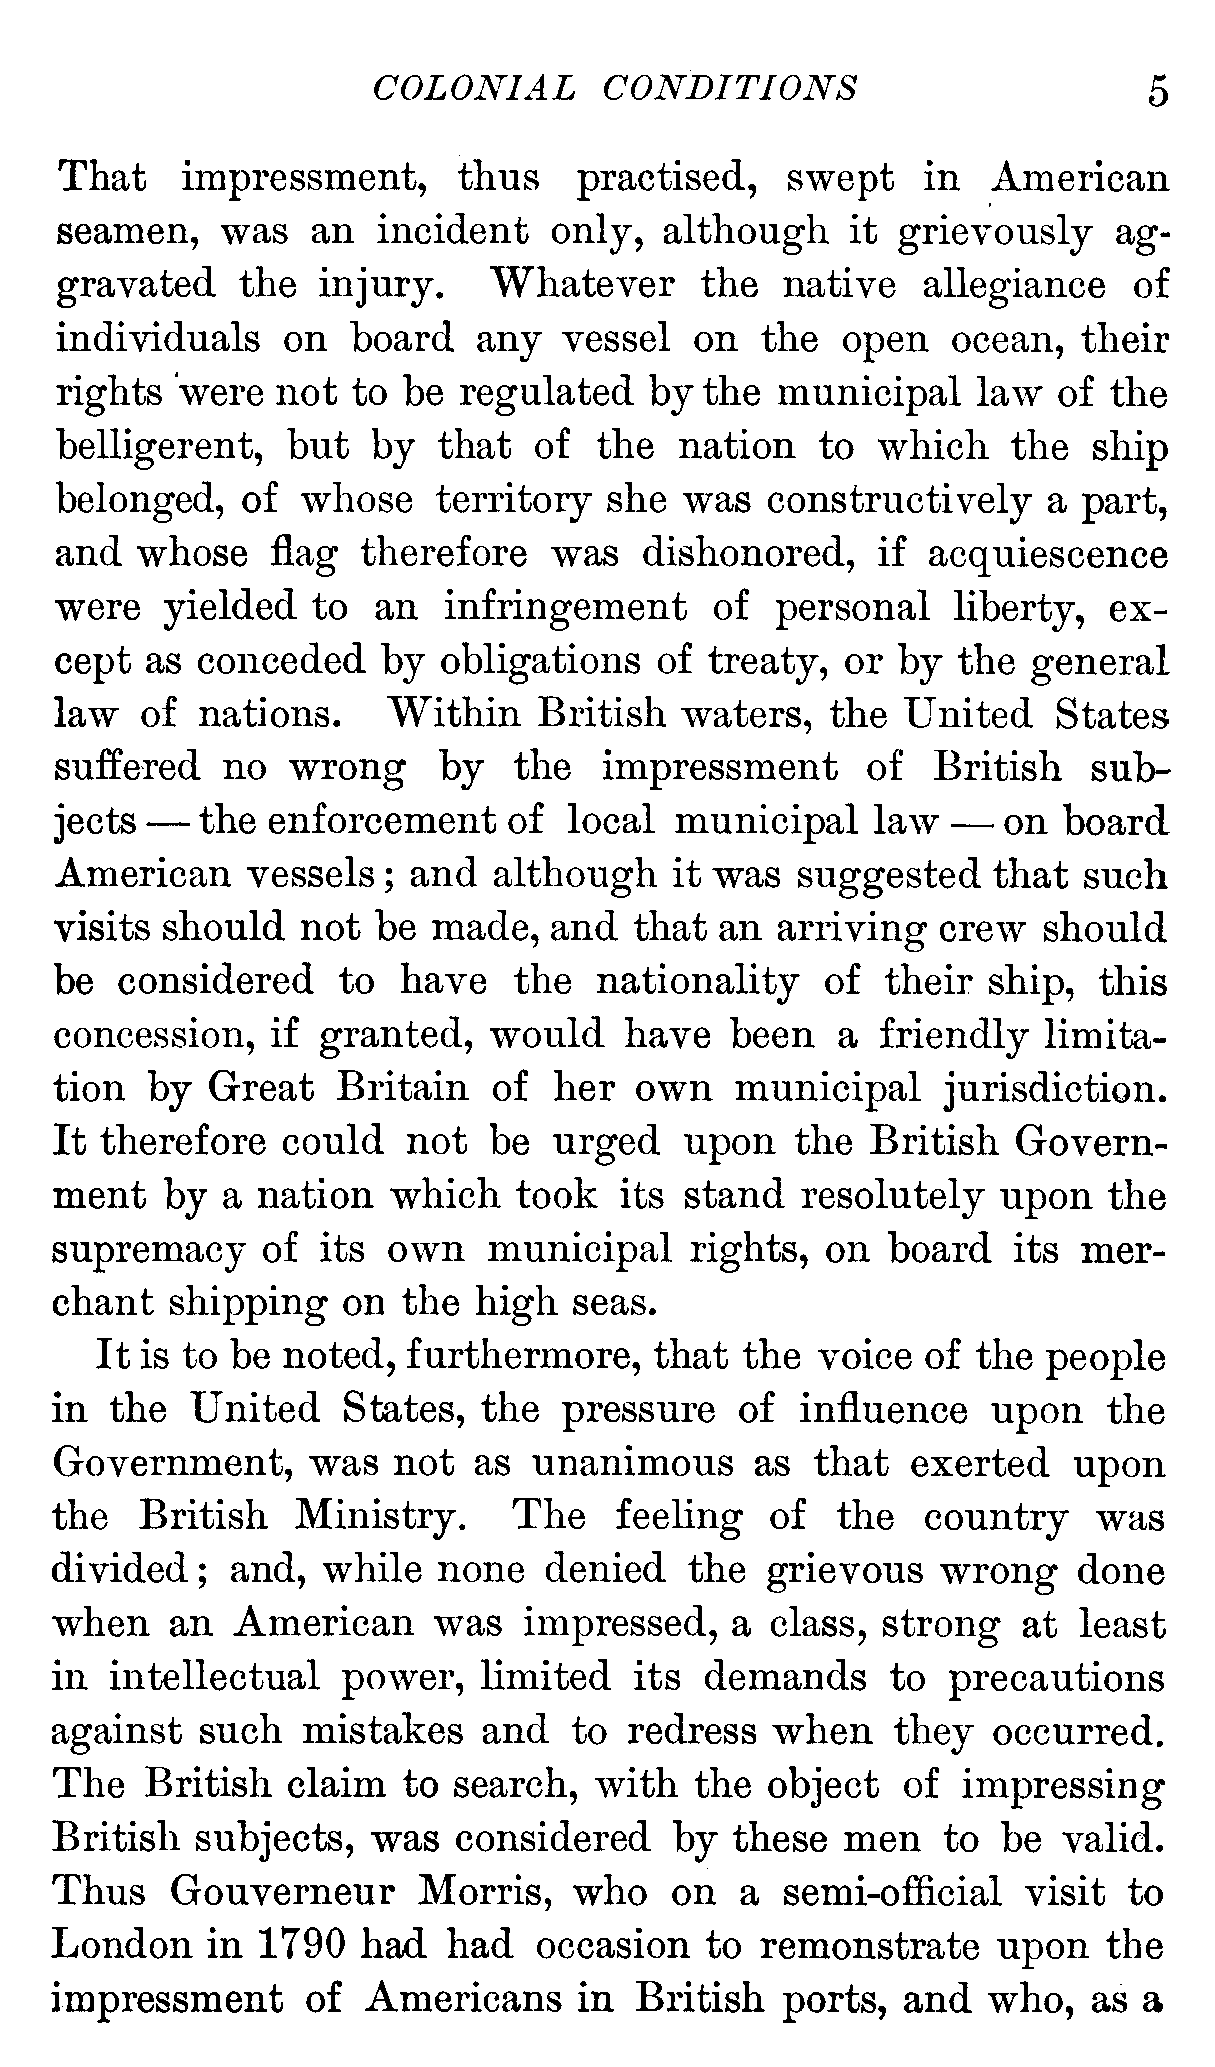 COLONIAL CONDITIONS 5
That impressment, thus practised, swept in American
seamen, was an incident only, although it grievously ag-
gravated the injury. Whatever the native allegiance of
individuals on board any vessel on the open ocean, their
rights were not to be regulated by the municipal law of the
belligerent, but by that of the nation to which the ship
belonged, of whose territory she was constructively a part,
and whose flag therefore was dishonored, if acquiescence
were yielded to an infringement of personal liberty, ex-
cept as conceded by obligations of treaty, or by the general
law of nations. Within British waters, the United States
suffered no wrong by the impressment of British sub-
jects — the enforcement of local municipal law — on board
American vessels; and although it was suggested that such
visits should not be made, and that an arriving crew should
be considered to have the nationality of their ship, this
concession, if granted, would have been a friendly limita-
tion by Great Britain of her own municipal jurisdiction.
It therefore could not be urged upon the British Govern-
ment by a nation which took its stand resolutely upon the
supremacy of its own municipal rights, on board its mer-
chant shipping on the high seas.
It is to be noted, furthermore, that the voice of the people
in the United States, the pressure of influence upon the
Government, was not as unanimous as that exerted upon
the British Ministry. The feeling of the country was
divided; and, while none denied the grievous wrong done
when an American was impressed, a class, strong at least
in intellectual power, limited its demands to precautions
against such mistakes and to redress when they occurred.
The British claim to search, with the object of impressing
British subjects, was considered by these men to be valid.
Thus Gouverneur Morris, who on a semi-official visit to
London in 1790 had had occasion to remonstrate upon the
impressment of Americans in British ports, and who, as a